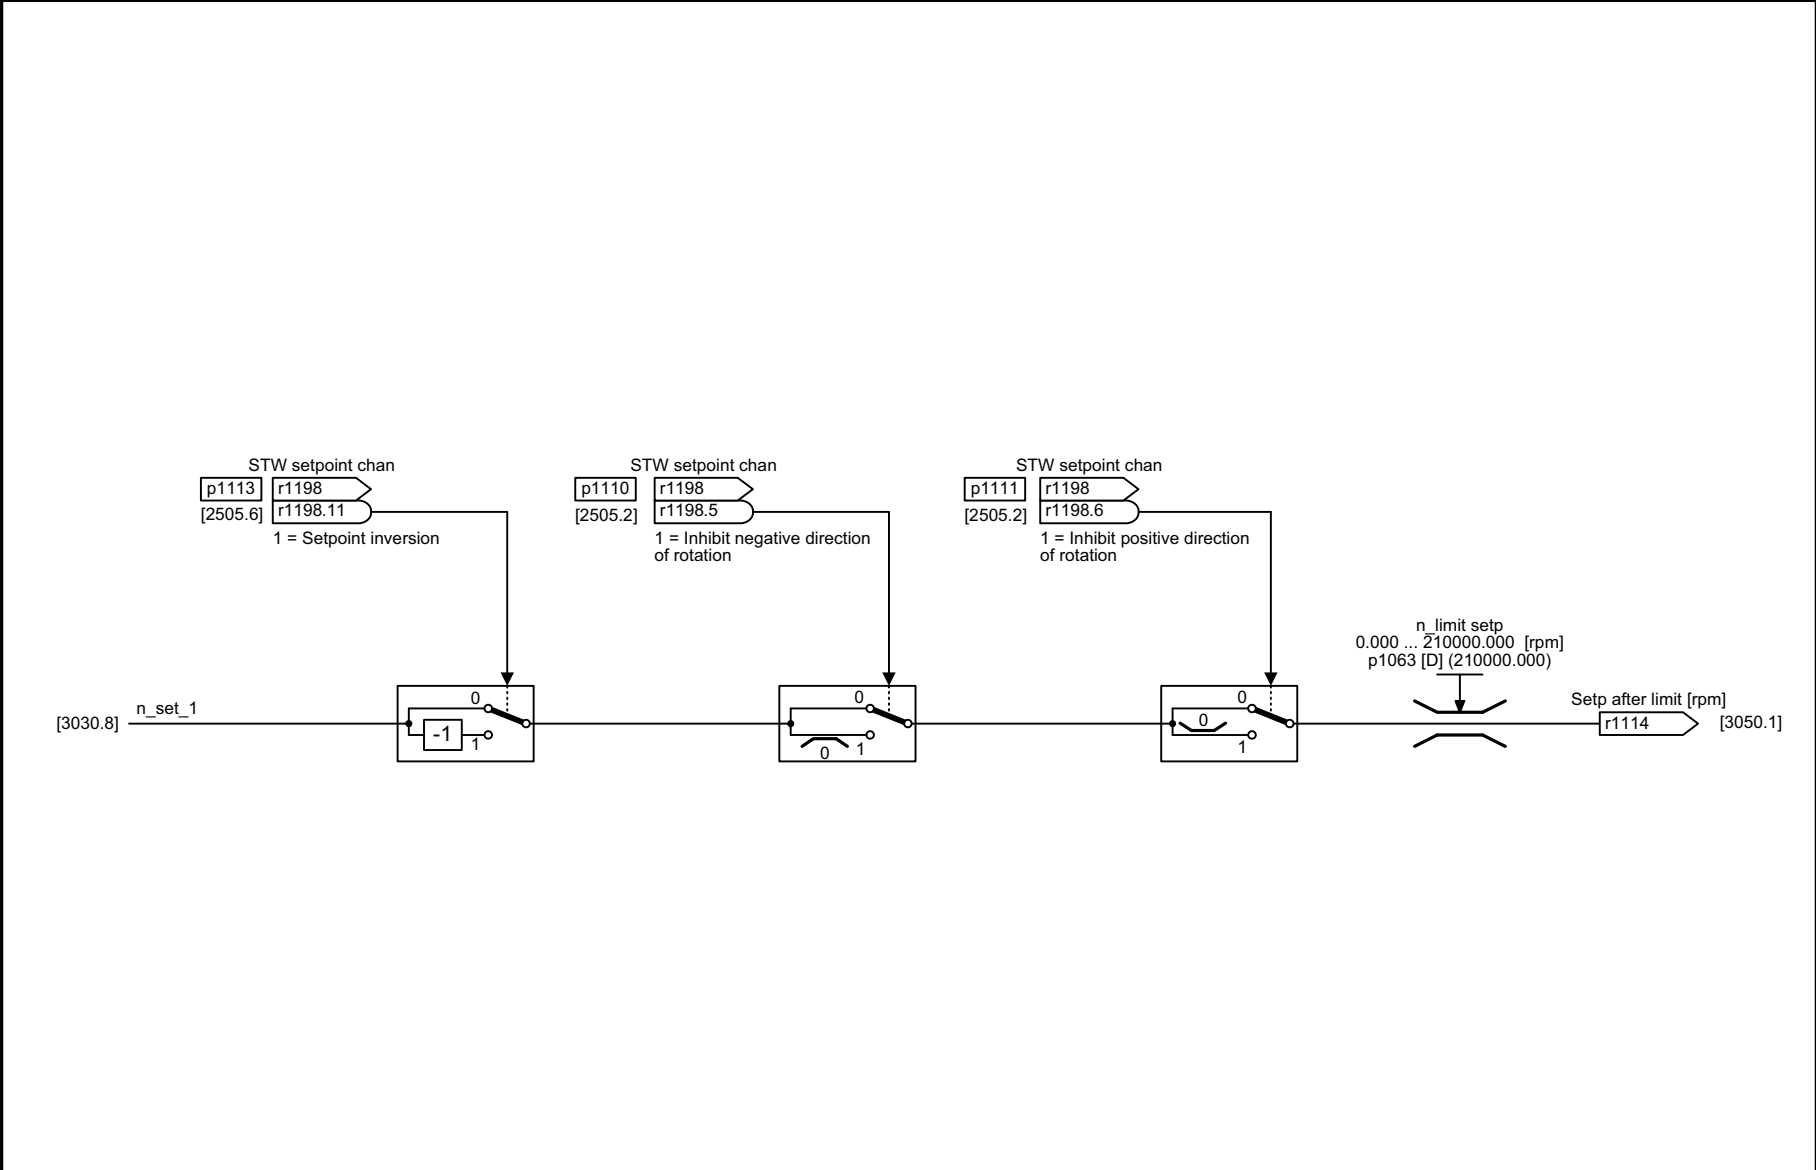 STW setpoint chan
p1113
r1198
[2505.6]
r1198.11
1 = Setpoint inversion
STW setpoint chan
p1110
r1198
[2505.2]
r1198.5
1 = Inhibit negative direction
of rotation
STW setpoint chan
p1111
r1198
[2505.2]
r1198.6
1 = Inhibit positive direction
of rotation
n_limit setp
0.000 ... 210000.000 [rpm]
p1063 [D] (210000.000)
[3030.8]
n_set_1
0
-1
1
0
0
1
0
0
1
Setp after limit [rpm]
r1114
[3050.1]